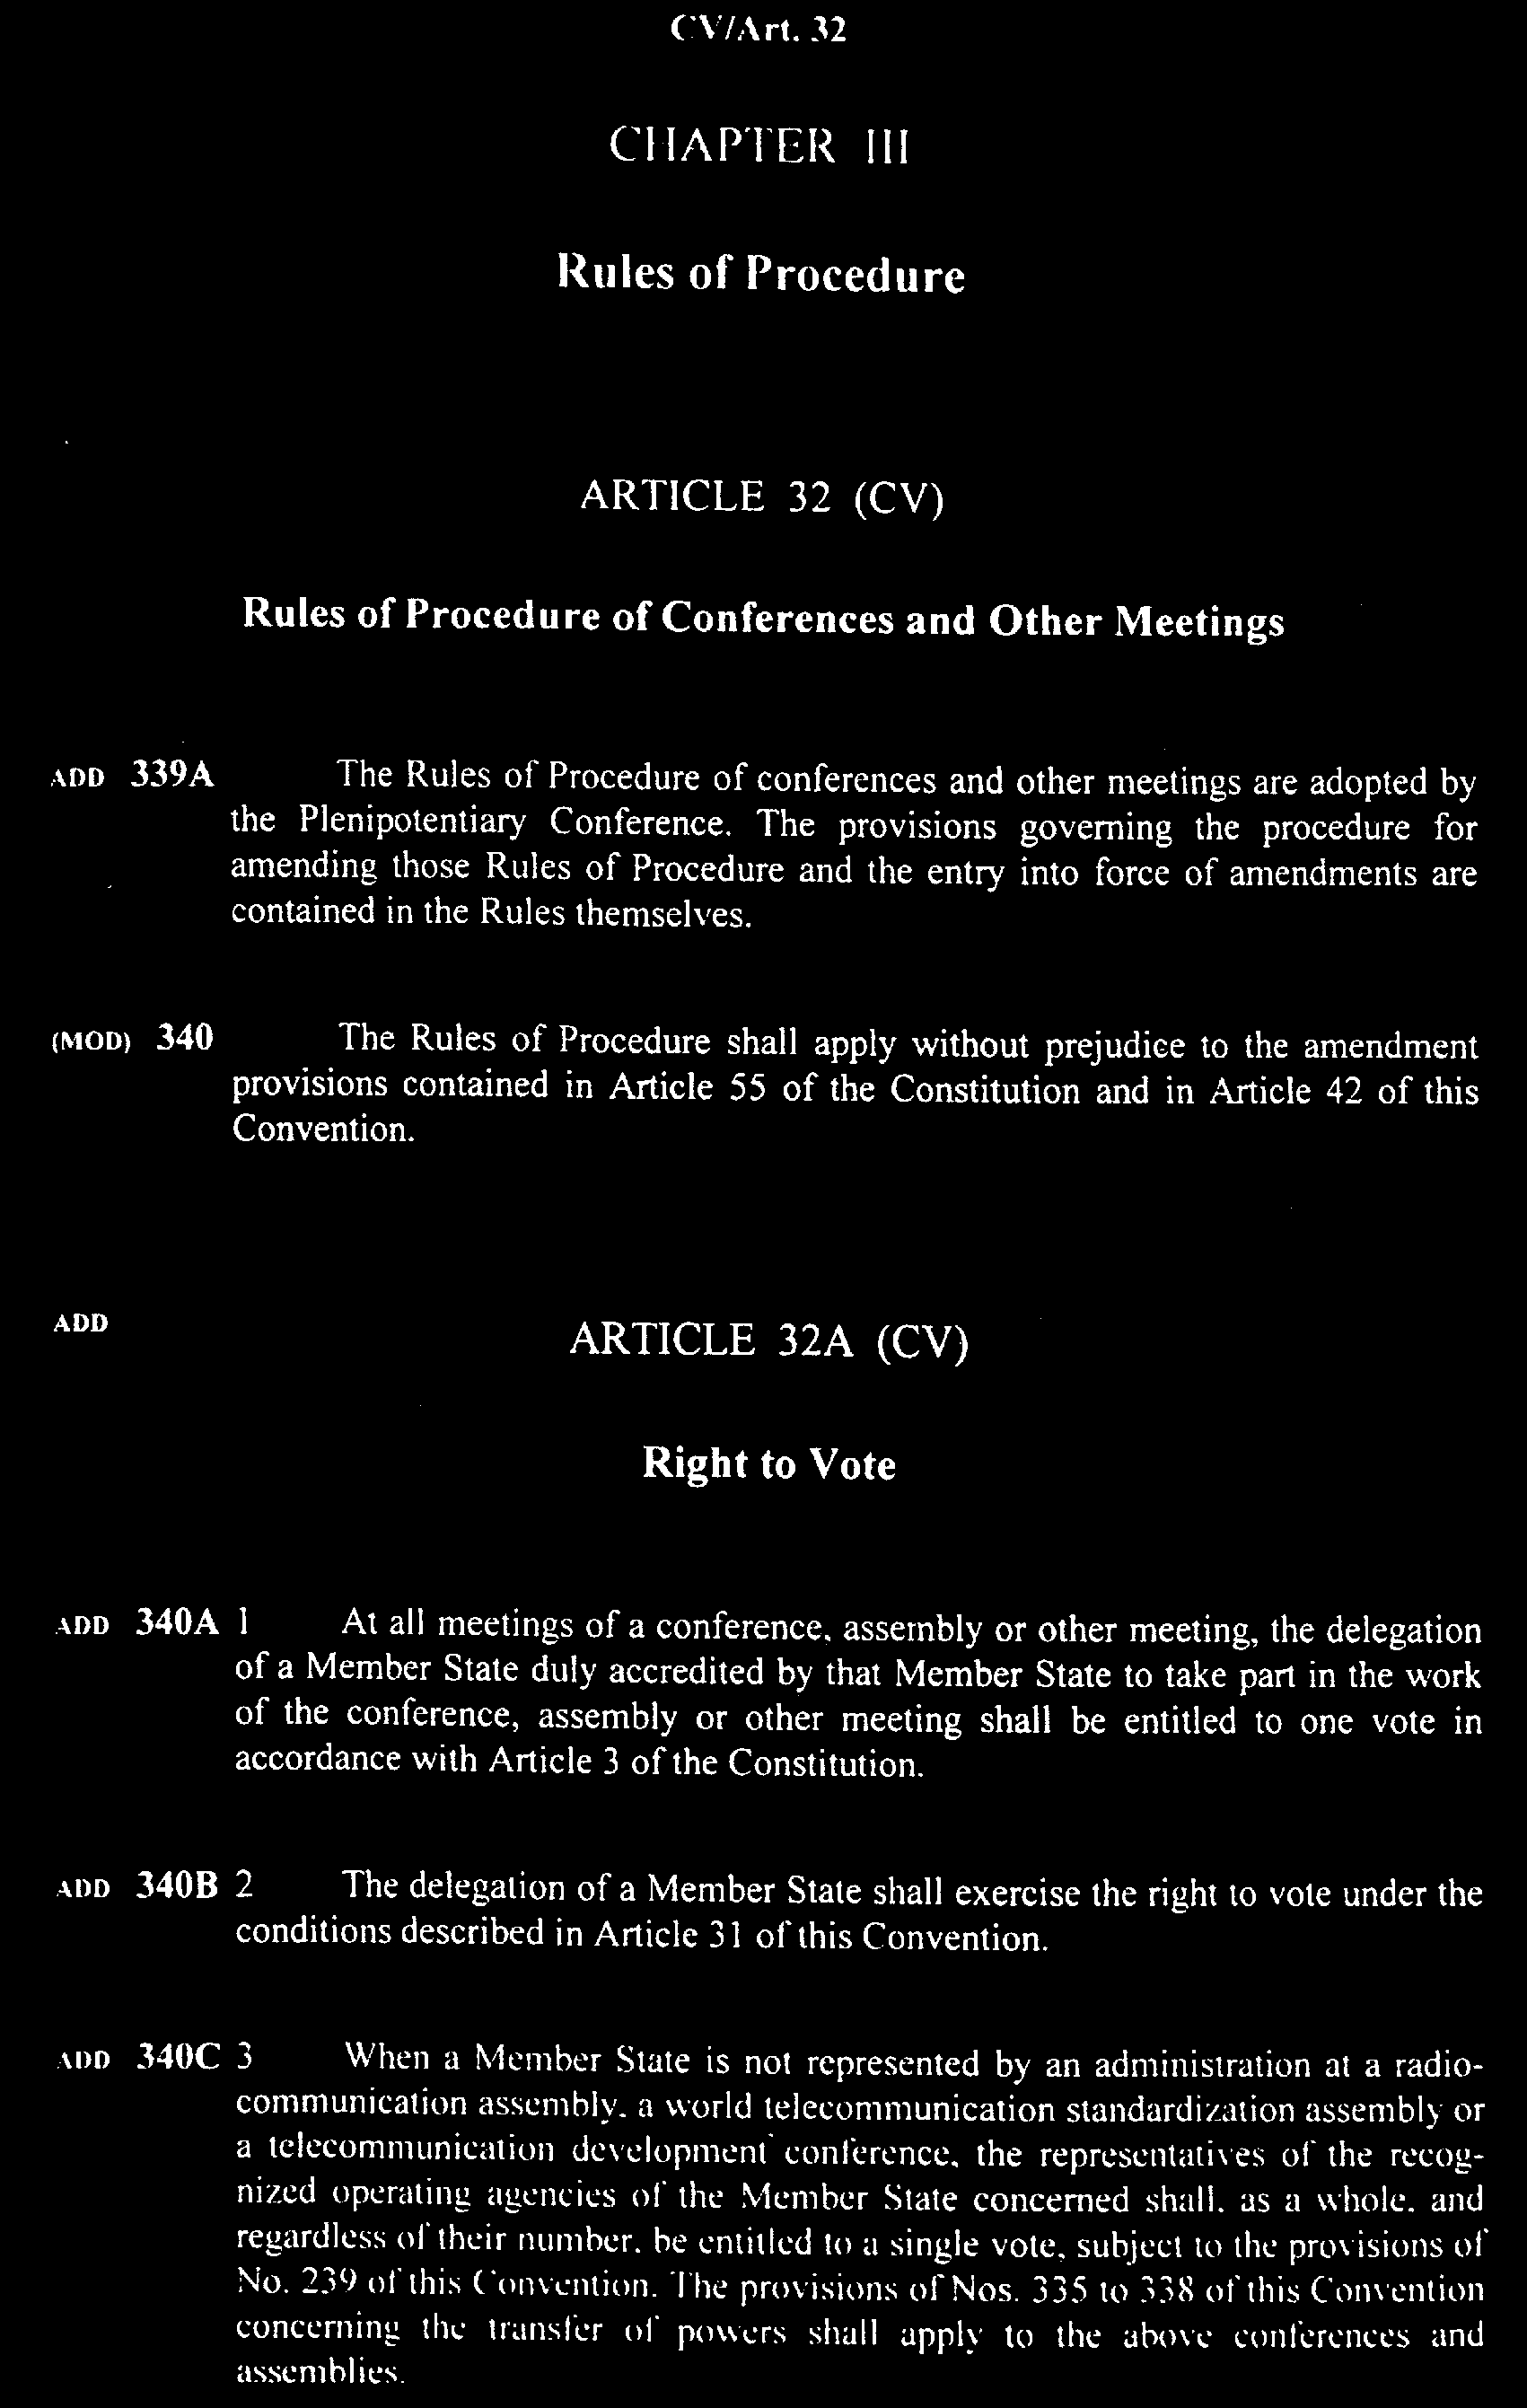 CV/Art. 32
CHAPTER III
Rules of Procedure
ARTICLE 32 (CV)
Rules of Procedure of Conferences and Other Meetings
ADD 339A The Rules of Procedure of conferences and other meetings are adopted by
the Plenipotentiary Conference. The provisions governing the procedure for
amending those Rules of Procedure and the entry into force of amendments are
contained in the Rules themselves.
(MOD) 340 The Rules of Procedure shall apply without prejudice to the amendment
provisions contained in Article 55 of the Constitution and in Article 42 of this
Convention.
ADD
ARTICLE 32A (CV)
Right to Vote
ADD 340A 1 At all meetings of a conference, assembly or other meeting, the delegation
of a Member State duly accredited by that Member State to take part in the work
of the conference, assembly or other meeting shall be entitled to one vote in
accordance with Article 3 of the Constitution.
ADD 340B 2 The delegation of a Member State shall exercise the right to vote under the
conditions described in Article 31 of this Convention.
ADD 340C 3 When a Member State is not represented by an administration at a radio-
communication assembly, a world telecommunication standardization assembly or
a telecommunication development conference, the representatives of the recog-
nized operating agencies of the Member State concerned shall, as a whole, and
regardless of their number, be entitled to a single vote, subject to the provisions of
No. 239 of this Convention. The provisions of Nos. 335 to 338 of this Convention
concerning the transfer of powers shall apply to the above conferences and
assemblies.